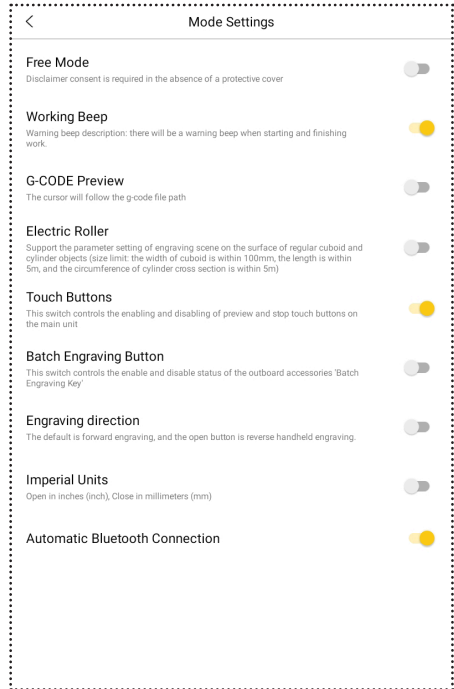 Mode Settings
Free Mode
Disclaimer consent is required in the absence of a protective cover
Working Beep
Warning beep description: there will be a warning beep when starting and finishing
work.
G-CODE Preview
The cursor will follow the g-code file path
Electric Roller
Support the parameter setting of engraving scene on the surface of regular cuboid and
cylinder objects (size limit: the width of cuboid is within 100mm, the length is within
5m, and the circumference of cylinder cross section is within 5m)
Touch Buttons
This switch controls the enabling and disabling of preview and stop touch buttons on
the main unit
Batch Engraving Button
This switch controls the enable and disable status of the outboard accessories 'Batch
Engraving Key'
Engraving direction
The default is forward engraving, and the open button is reverse handheld engraving.
Imperial Units
Open in inches (inch), Close in millimeters (mm)
Automatic Bluetooth Connection